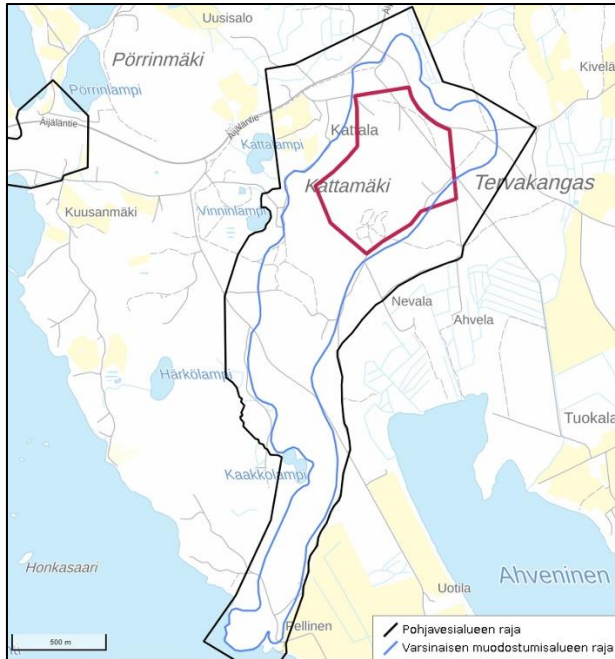 Uusisalo
Pörrinmäki
Kivelä
Pörrinlampi
Äijäläntie
Äijäläntie
Kattala
Kattalampi
Kattamäki
Tervakangas
Kuusanmäki
Vinninlampi
Nevala
Ahvela
Härkölampi
Tuokala
Kaakkolampi
Honkasaari
Ahveninen
Uotila
Pellinen
500 m
Pohjavesialueen raja
Varsinaisen muodostumisalueen raja